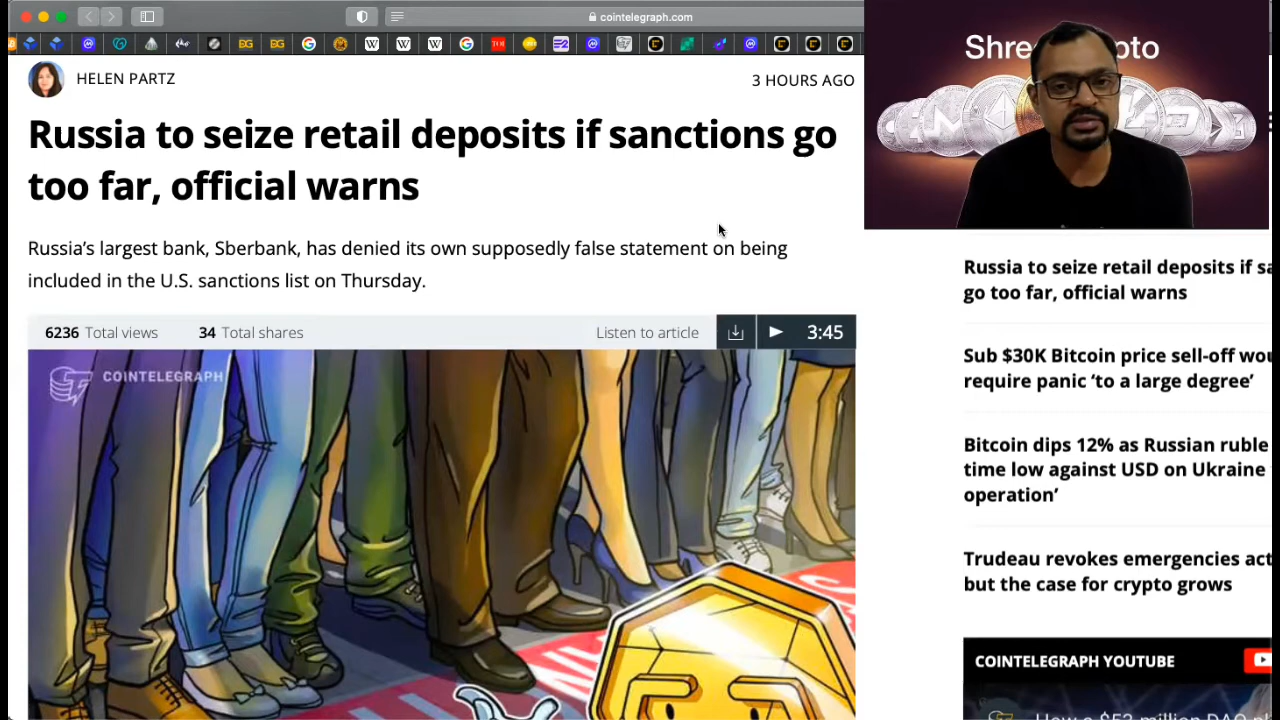 cointelegraph.com
HELEN PARTZ
3 HOURS AGO
Russia to seize retail deposits if sanctions go
too far, official warns
Russia's largest bank, Sberbank, has denied its own supposedly false statement on being
included in the U.S. sanctions list on Thursday.
6236 Total views
34 Total shares
Listen to article
3:45
COINTELEGRAPH
Russia to seize retail deposits if
go too far, official warns
Sub $30K Bitcoin price sell-off
require panic ‘to a large degree’
Bitcoin dips 12% as Russian ruble
time low against USD on Ukraine
operation’
Trudeau revokes emergencies act
but the case for crypto grows
COINTELEGRAPH YOUTUBE